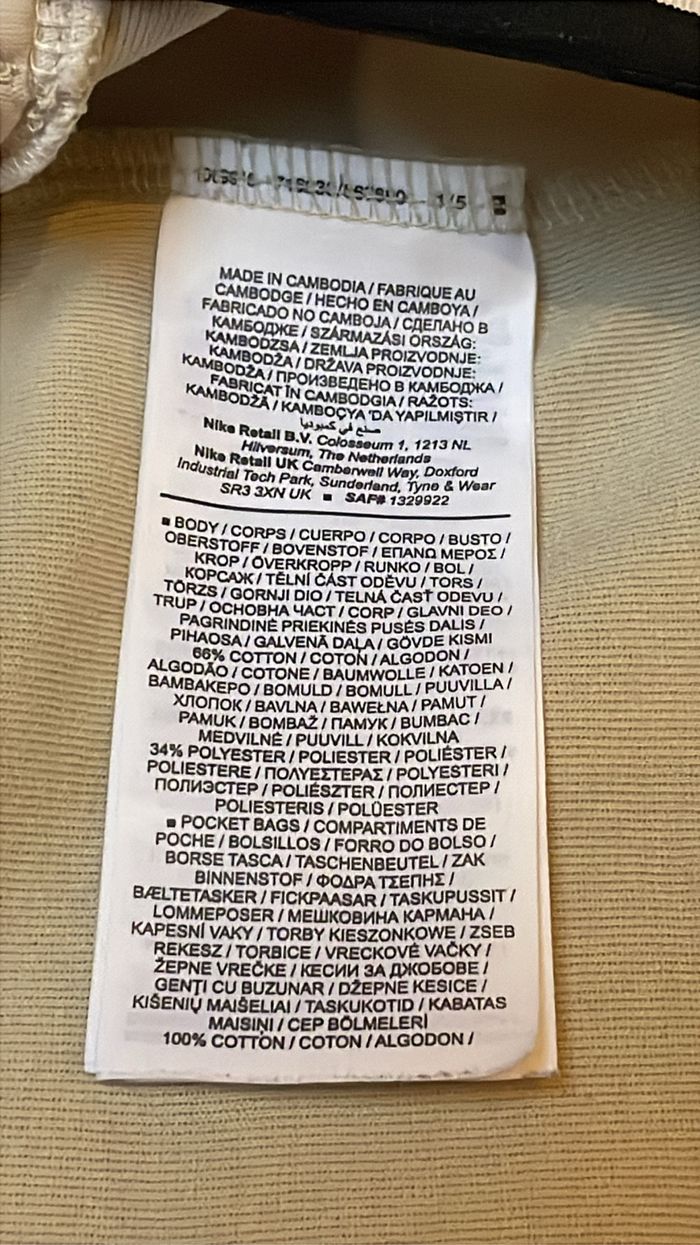 1/5
MADE IN CAMBODIA / FABRIQUE AU
CAMBODGE / HECHO EN CAMBOYA /
FABRICADO NO CAMBOJA / СДЕЛАНО В
КАМБОДЖЕ / SZÁRMAZÁSI ORSZÁG:
KAMBODZSA / ZEMLJA PROIZVODNJE:
KAMBODŽA / DRŽAVA PROIZVODNJE:
KAMBODŽA / ПРОИЗВЕДЕНО В КАМБОДЖА /
FABRICAT ÎN CAMBODGIA / RAŽOTS:
KAMBODŽĀ / KAMBOÇYA 'DA YAPILMIŞTIR /
صنع في كمبوديا
Nike Retail B.V. Colosseum 1, 1213 NL
Hilversum, The Netherlands
Nike Retail UK Camberwell Way, Doxford
Industrial Tech Park, Sunderland, Tyne & Wear
SR3 3XN UK ■ SAP# 1329922
■ BODY / CORPS / CUERPO / CORPO / BUSTO /
OBERSTOFF / BOVENSTOF / ΕΠΑΝΩ ΜΕΡΟΣ /
KROP / ÖVERKROPP / RUNKO / BOL /
КОРСАЖ / TĚLNÍ ČÁST ODĚVU / TORS /
TÖRZS / GORNJI DIO / TELNÁ ČASŤ ODEVU /
TRUP / ОСНОВНА ЧАСТ / CORP / GLAVNI DEO /
PAGRINDINĖ PRIEKINĖS PUSĖS DALIS /
PIHAOSA / GALVENĀ DAĻA / GÖVDE KISMI
66% COTTON / COTON / ALGODON /
ALGODÃO / COTONE / BAUMWOLLE / KATOEN /
ΒΑΜΒΑΚΕΡΟ / BOMULD / BOMULL / PUUVILLA /
ХЛОПОК / BAVLNA / BAWEŁNA / PAMUT /
PAMUK / BOMBAŽ / ПАМУК / BUMBAC /
MEDVILNĖ / PUUVILL / KOKVILNA
34% POLYESTER / POLIESTER / POLIÉSTER /
POLIESTERE / ΠΟΛΥΕΣΤΕΡΑΣ / POLYESTERI /
ПОЛИЭСТЕР / POLIÉSZTER / ПОЛИЕСТЕР /
POLIESTERIS / POLÜESTER
■ POCKET BAGS / COMPARTIMENTS DE
POCHE / BOLSILLOS / FORRO DO BOLSO /
BORSE TASCA / TASCHENBEUTEL / ZAK
BINNENSTOF / ΦΟΔΡΑ ΤΣΕΠΗΣ /
BÆLTETASKER / FICKPAASAR / TASKUPUSSIT /
LOMMEPOSER / МЕШКОВИНА КАРМАНА /
KAPESNÍ VAKY / TORBY KIESZONKOWE / ZSEB
REKESZ / TORBICE / VRECKOVÉ VAČKY /
ŽEPNE VREČKE / КЕСИИ ЗА ДЖОБОВЕ /
GENȚI CU BUZUNAR / DŽEPNE KESICE /
KIŠENIŲ MAIŠELIAI / TASKUKOTID / KABATAS
MAISIŅI / CEP BÖLMELERİ
100% COTTON / COTON / ALGODON /